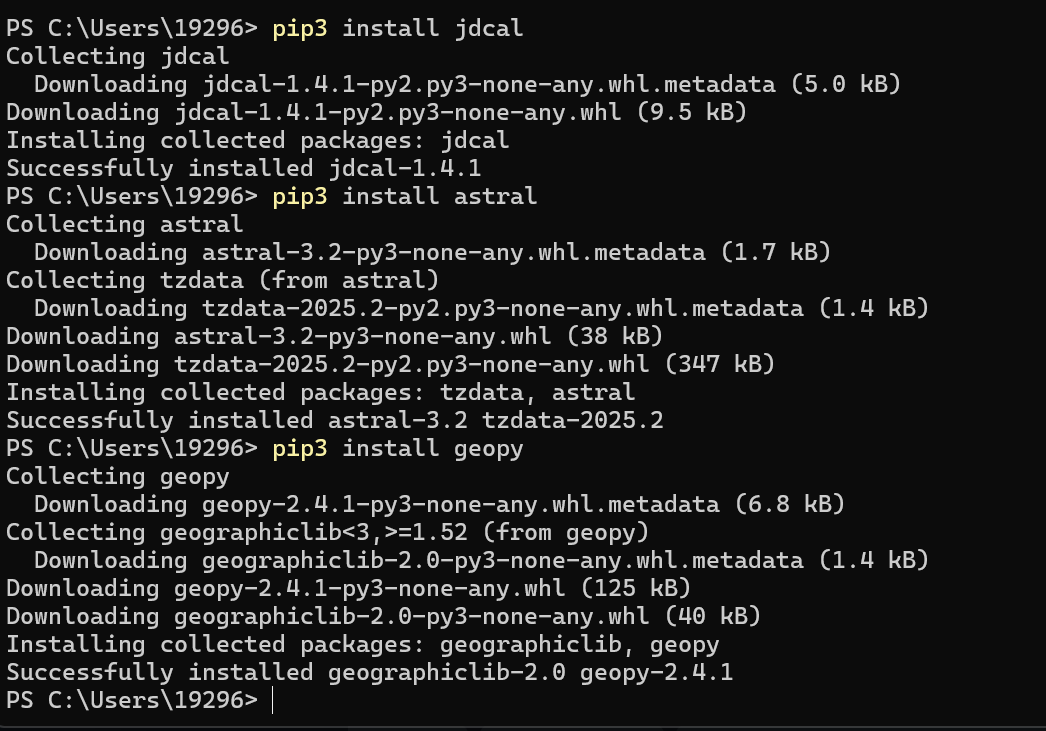 PS C:\Users\19296> pip3 install jdcal
Collecting jdcal
  Downloading jdcal-1.4.1-py2.py3-none-any.whl.metadata (5.0 kB)
Downloading jdcal-1.4.1-py2.py3-none-any.whl (9.5 kB)
Installing collected packages: jdcal
Successfully installed jdcal-1.4.1
PS C:\Users\19296> pip3 install astral
Collecting astral
  Downloading astral-3.2-py3-none-any.whl.metadata (1.7 kB)
Collecting tzdata (from astral)
  Downloading tzdata-2025.2-py2.py3-none-any.whl.metadata (1.4 kB)
Downloading astral-3.2-py3-none-any.whl (38 kB)
Downloading tzdata-2025.2-py2.py3-none-any.whl (347 kB)
Installing collected packages: tzdata, astral
Successfully installed astral-3.2 tzdata-2025.2
PS C:\Users\19296> pip3 install geopy
Collecting geopy
  Downloading geopy-2.4.1-py3-none-any.whl.metadata (6.8 kB)
Collecting geographiclib<3,>=1.52 (from geopy)
  Downloading geographiclib-2.0-py3-none-any.whl.metadata (1.4 kB)
Downloading geopy-2.4.1-py3-none-any.whl (125 kB)
Downloading geographiclib-2.0-py3-none-any.whl (40 kB)
Installing collected packages: geographiclib, geopy
Successfully installed geographiclib-2.0 geopy-2.4.1
PS C:\Users\19296>